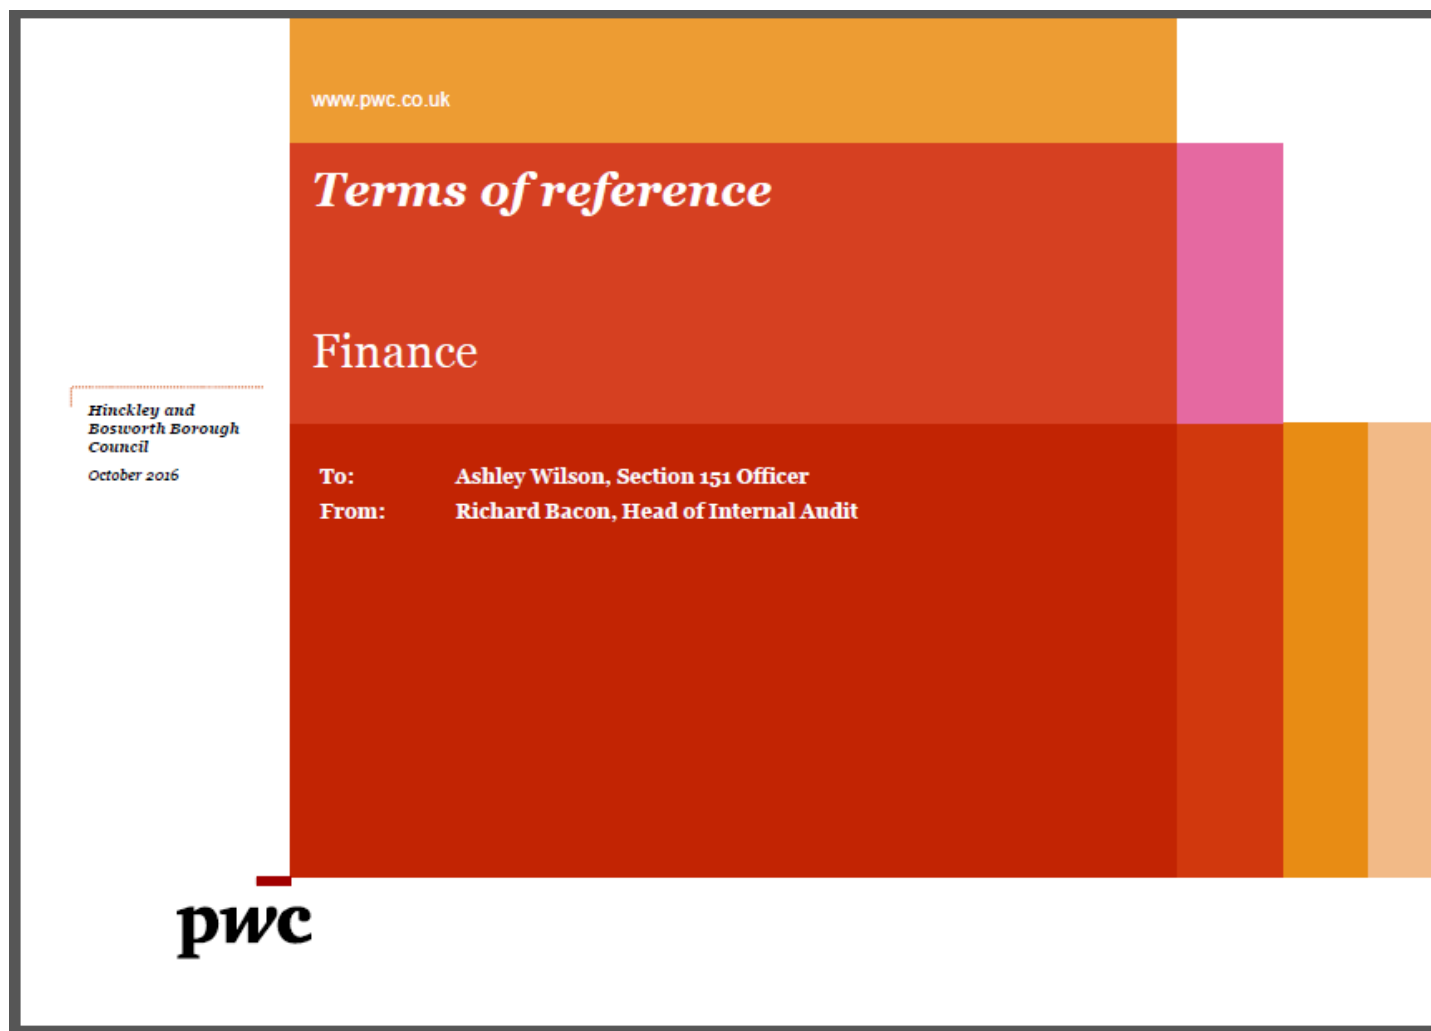 www.pwc.co.uk
Terms of reference
Finance
Hinckley and
Bosworth Borough
Council
October 2016
To: Ashley Wilson, Section 151 Officer
From: Richard Bacon, Head of Internal Audit
pwc